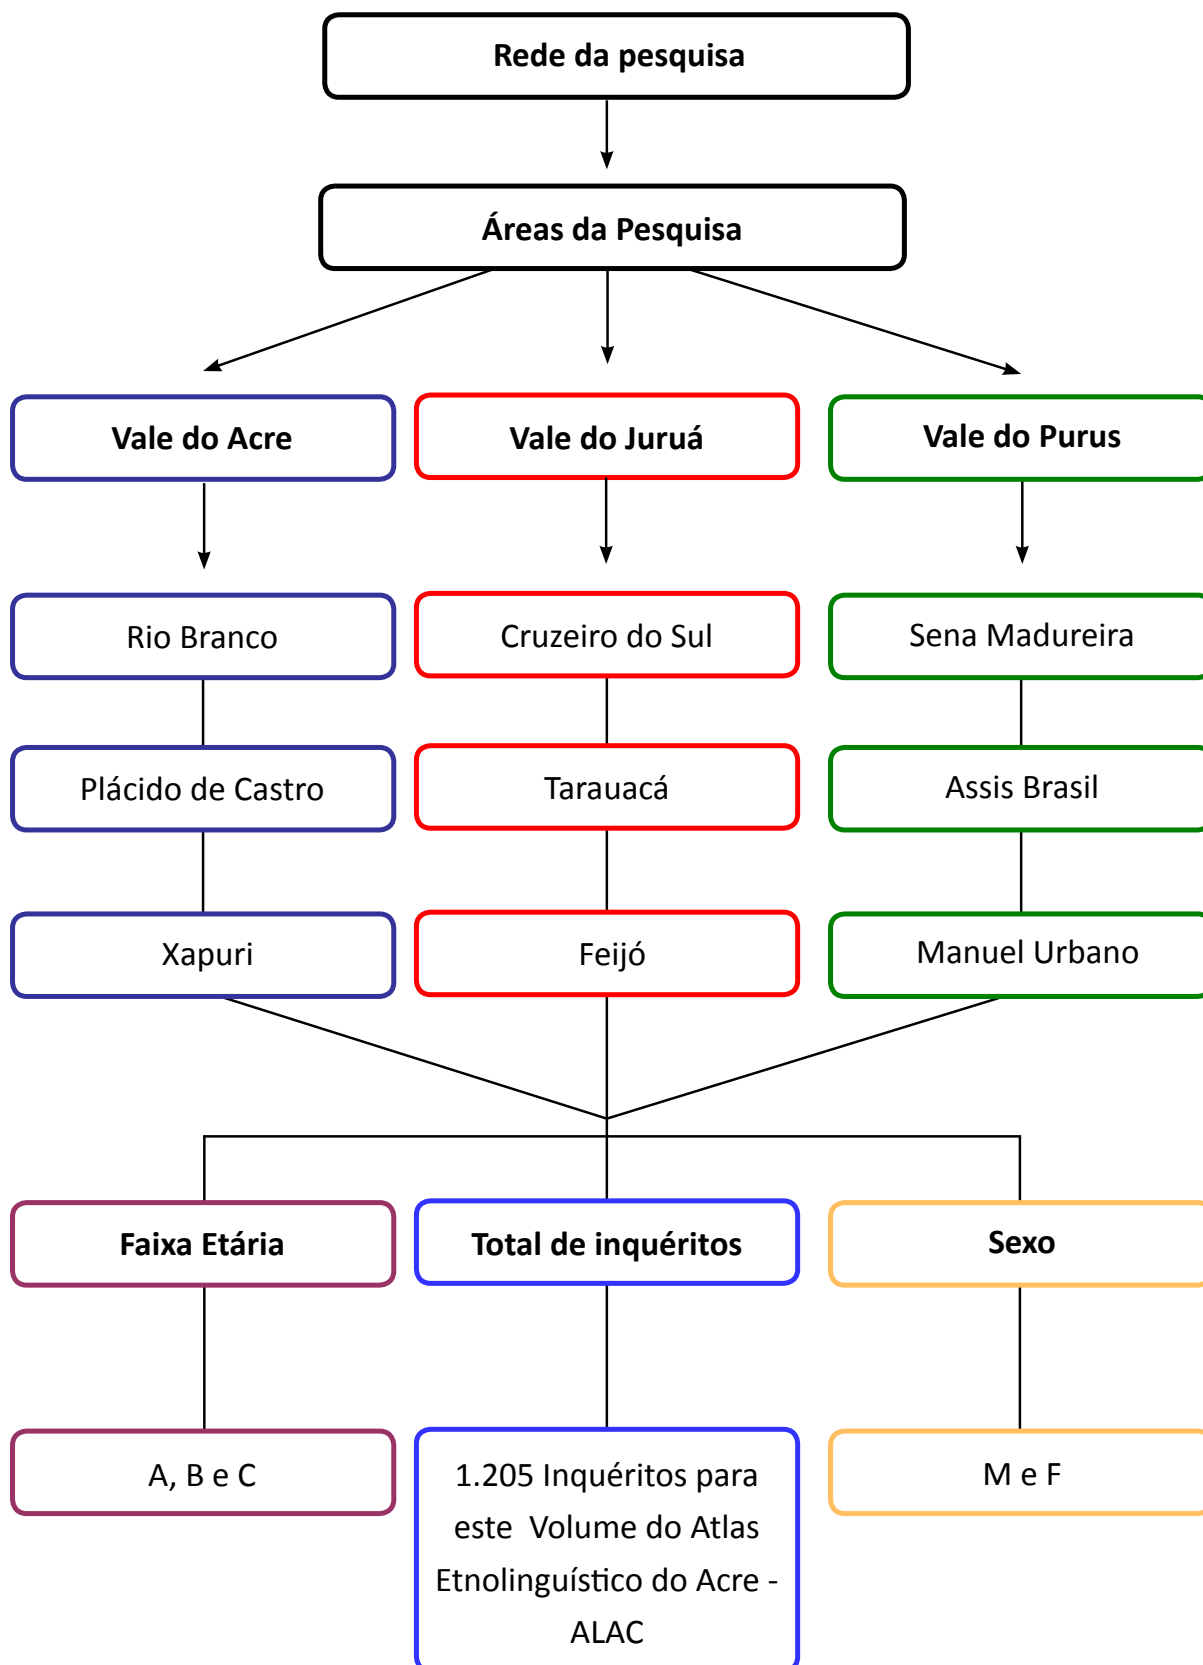 Rede da pesquisa
Áreas da Pesquisa
Vale do Acre
Vale do Juruá
Vale do Purus
Rio Branco
Cruzeiro do Sul
Sena Madureira
Plácido de Castro
Tarauacá
Assis Brasil
Xapuri
Feijó
Manuel Urbano
Faixa Etária
Total de inquéritos
Sexo
A, B e C
1.205 Inquéritos para
este Volume do Atlas
Etnolinguístico do Acre -
ALAC
M e F